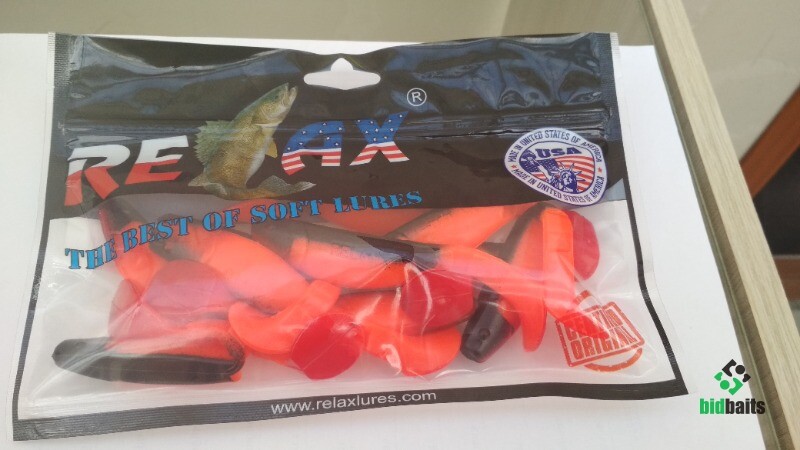 RELAX®
THE BEST OF SOFT LURES
MADE IN UNITED STATES OF AMERICA
USA
MADE IN UNITED STATES OF AMERICA
ORIGINAL
www.relaxlures.com
bidbaits